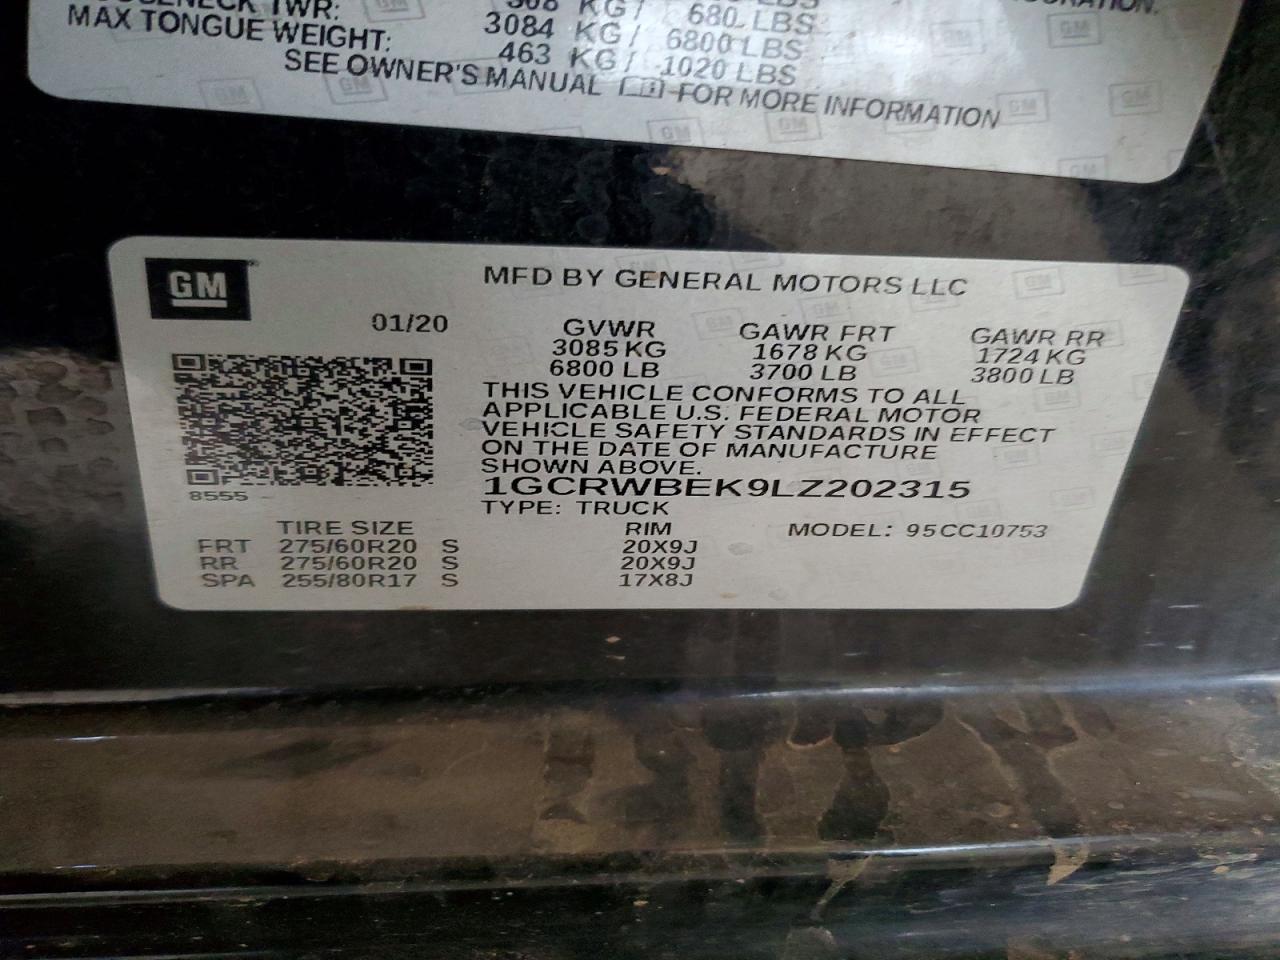 TWR:
KG/ 680 LBS
MAX TONGUE WEIGHT: 3084 KG/ 6800 LBS
463 KG/ 1020 LBS
SEE OWNER'S MANUAL FOR MORE INFORMATION
GM
MFD BY GENERAL MOTORS LLC
01/20
GVWR GAWR FRT GAWR RR
3085 KG 1678 KG 1724 KG
6800 LB 3700 LB 3800 LB
THIS VEHICLE CONFORMS TO ALL
APPLICABLE U.S. FEDERAL MOTOR
VEHICLE SAFETY STANDARDS IN EFFECT
ON THE DATE OF MANUFACTURE
SHOWN ABOVE.
8555
1GCRWBEK9LZ202315
TYPE: TRUCK
TIRE SIZE RIM MODEL: 95CC10753
FRT 275/60R20 S 20X9J
RR 275/60R20 S 20X9J
SPA 255/80R17 S 17X8J